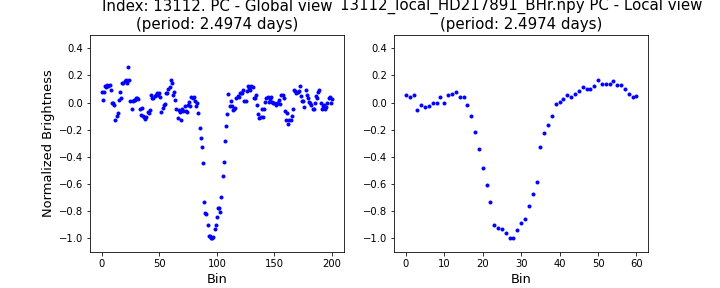 Index: 13112. PC - Global view
(period: 2.4974 days)
13112_local_HD217891_BHr.npy PC - Local view
(period: 2.4974 days)
Normalized Brightness
0.4
0.2
0.0
−0.2
−0.4
−0.6
−0.8
−1.0
0 50 100 150 200
Bin
0.4
0.2
0.0
−0.2
−0.4
−0.6
−0.8
−1.0
0 20 40 60
Bin